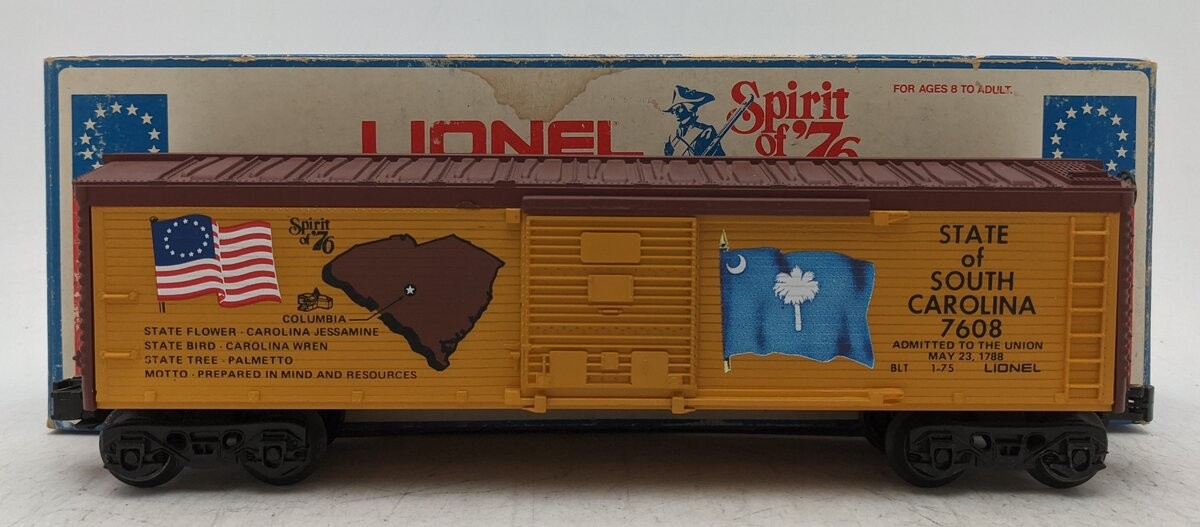 FOR AGES 8 TO ADULT.
LIONEL
Spirit
of '76
Spirit
of '76
COLUMBIA
STATE FLOWER - CAROLINA JESSAMINE
STATE BIRD - CAROLINA WREN
STATE TREE - PALMETTO
MOTTO - PREPARED IN MIND AND RESOURCES
STATE
of
SOUTH
CAROLINA
7608
ADMITTED TO THE UNION
MAY 23, 1788
BLT 1-75 LIONEL